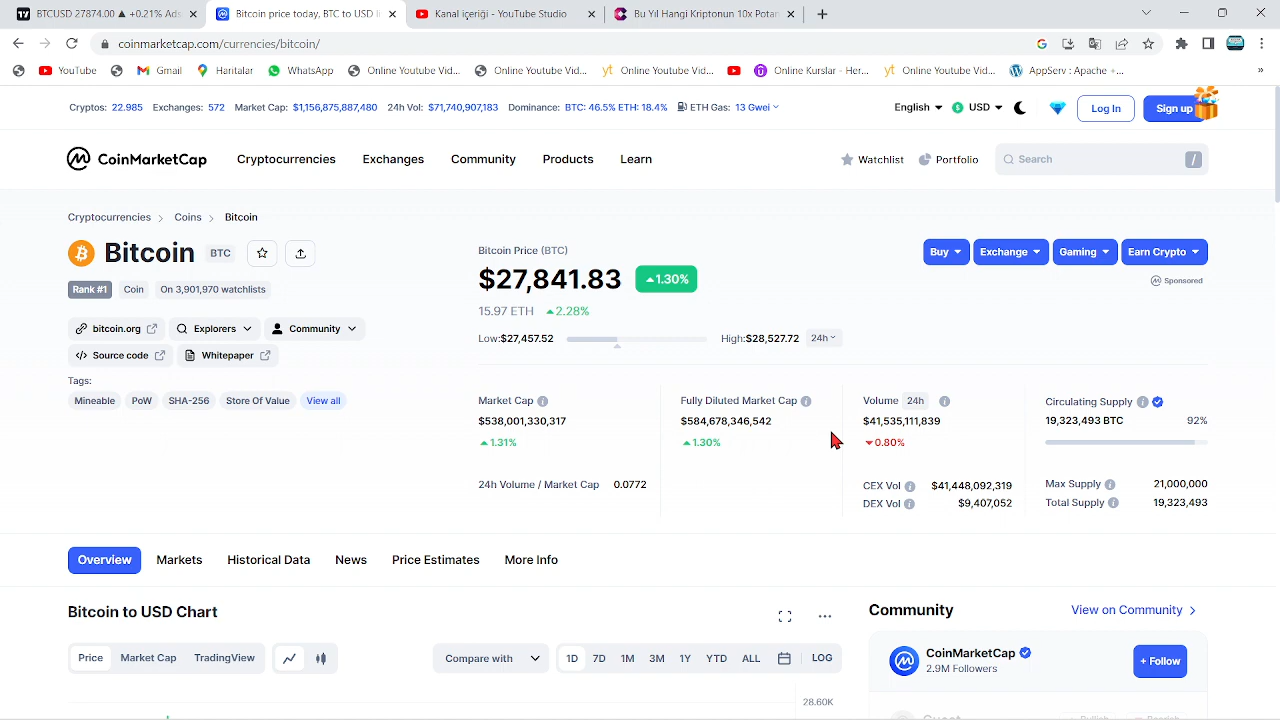 BTCUSD 27874.00 ▲ +0.21% Ads
Bitcoin price today, BTC to USD li
Kanal içeriği - YouTube Studio
Bu Yıl Hangi Kriptonun 10x Potan
coinmarketcap.com/currencies/bitcoin/
YouTube
Gmail
Haritalar
WhatsApp
Online Youtube Vid...
Online Youtube Vid...
Online Youtube Vid...
Online Kurslar - Her...
Online Youtube Vid...
AppServ : Apache +...
»
Cryptos: 22.985 Exchanges: 572 Market Cap: $1,156,875,887,480 24h Vol: $71,740,907,183 Dominance: BTC: 46.5% ETH: 18.4% ETH Gas: 13 Gwei
English USD Log In Sign up
CoinMarketCap Cryptocurrencies Exchanges Community Products Learn
Watchlist Portfolio Search /
Cryptocurrencies > Coins > Bitcoin
Bitcoin BTC
Rank #1 Coin On 3,901,970 watchlists
bitcoin.org Explorers Community
</> Source code Whitepaper
Tags:
Mineable PoW SHA-256 Store Of Value View all
Bitcoin Price (BTC)
$27,841.83 ▲1.30%
15.97 ETH ▲2.28%
Low:$27,457.52 High:$28,527.72 24h
Buy Exchange Gaming Earn Crypto
Sponsored
Market Cap
$538,001,330,317
▲1.31%
24h Volume / Market Cap 0.0772
Fully Diluted Market Cap
$584,678,346,542
▲1.30%
Volume 24h
$41,535,111,839
▼0.80%
CEX Vol $41,448,092,319
DEX Vol $9,407,052
Circulating Supply
19,323,493 BTC 92%
Max Supply 21,000,000
Total Supply 19,323,493
Overview Markets Historical Data News Price Estimates More Info
Bitcoin to USD Chart
Price Market Cap TradingView
Compare with 1D 7D 1M 3M 1Y YTD ALL LOG
28.60K
Community View on Community >
CoinMarketCap
2.9M Followers
+ Follow